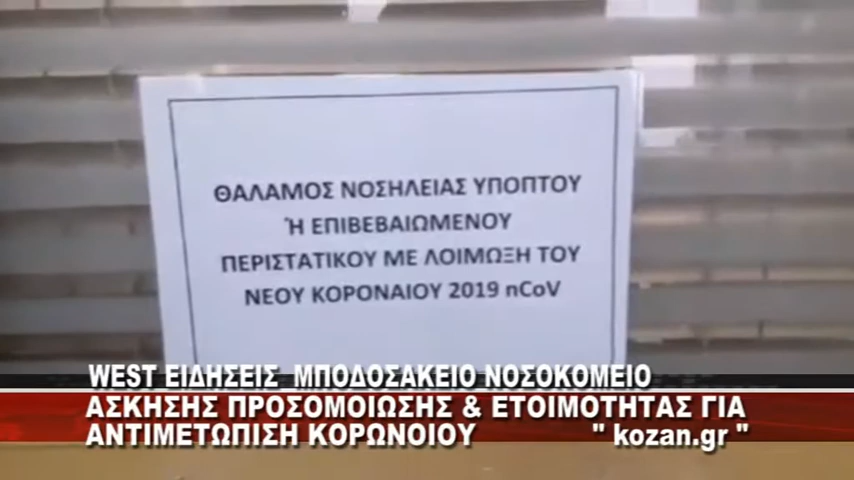 ΘΑΛΑΜΟΣ ΝΟΣΗΛΕΙΑΣ ΥΠΟΠΤΟΥ
Ή ΕΠΙΒΕΒΑΙΩΜΕΝΟΥ
ΠΕΡΙΣΤΑΤΙΚΟΥ ΜΕ ΛΟΙΜΩΞΗ ΤΟΥ
ΝΕΟΥ ΚΟΡΟΝΑΙΟΥ 2019 nCoV
WEST ΕΙΔΗΣΕΙΣ ΜΠΟΔΟΣΑΚΕΙΟ ΝΟΣΟΚΟΜΕΙΟ
ΑΣΚΗΣΗΣ ΠΡΟΣΟΜΟΙΩΣΗΣ & ΕΤΟΙΜΟΤΗΤΑΣ ΓΙΑ
ΑΝΤΙΜΕΤΩΠΙΣΗ ΚΟΡΩΝΟΙΟΥ " kozan.gr "